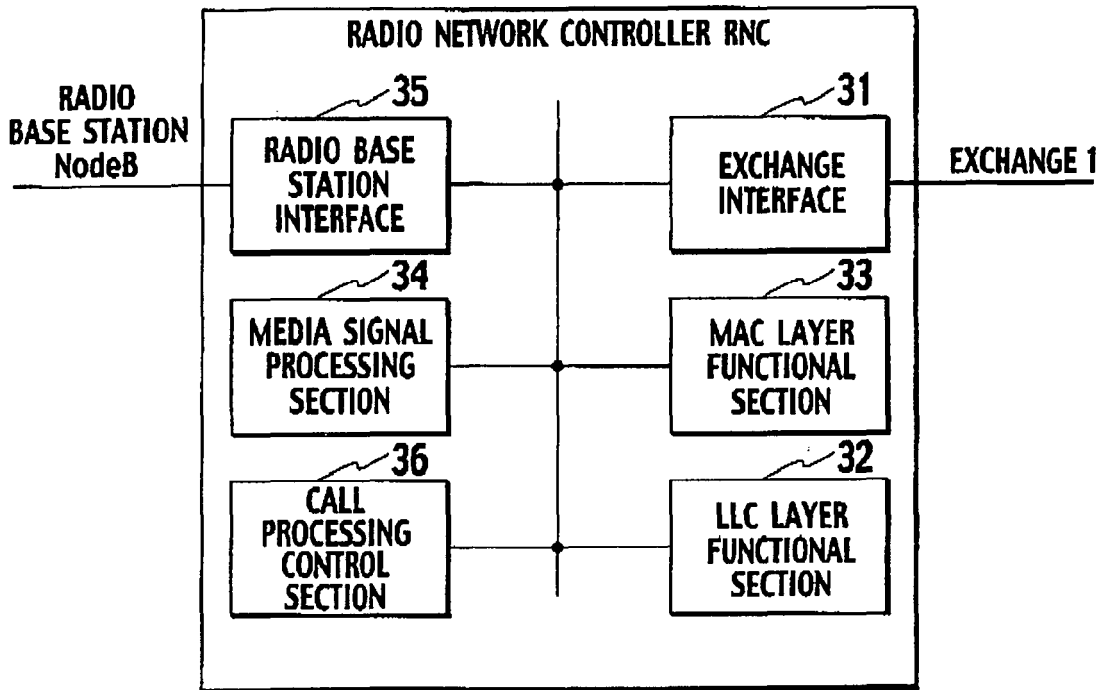 RADIO NETWORK CONTROLLER RNC
RADIO
BASE STATION
NodeB
35
RADIO BASE
STATION
INTERFACE
31
EXCHANGE
INTERFACE
EXCHANGE 1
34
MEDIA SIGNAL
PROCESSING
SECTION
33
MAC LAYER
FUNCTIONAL
SECTION
36
CALL
PROCESSING
CONTROL
SECTION
32
LLC LAYER
FUNCTIONAL
SECTION